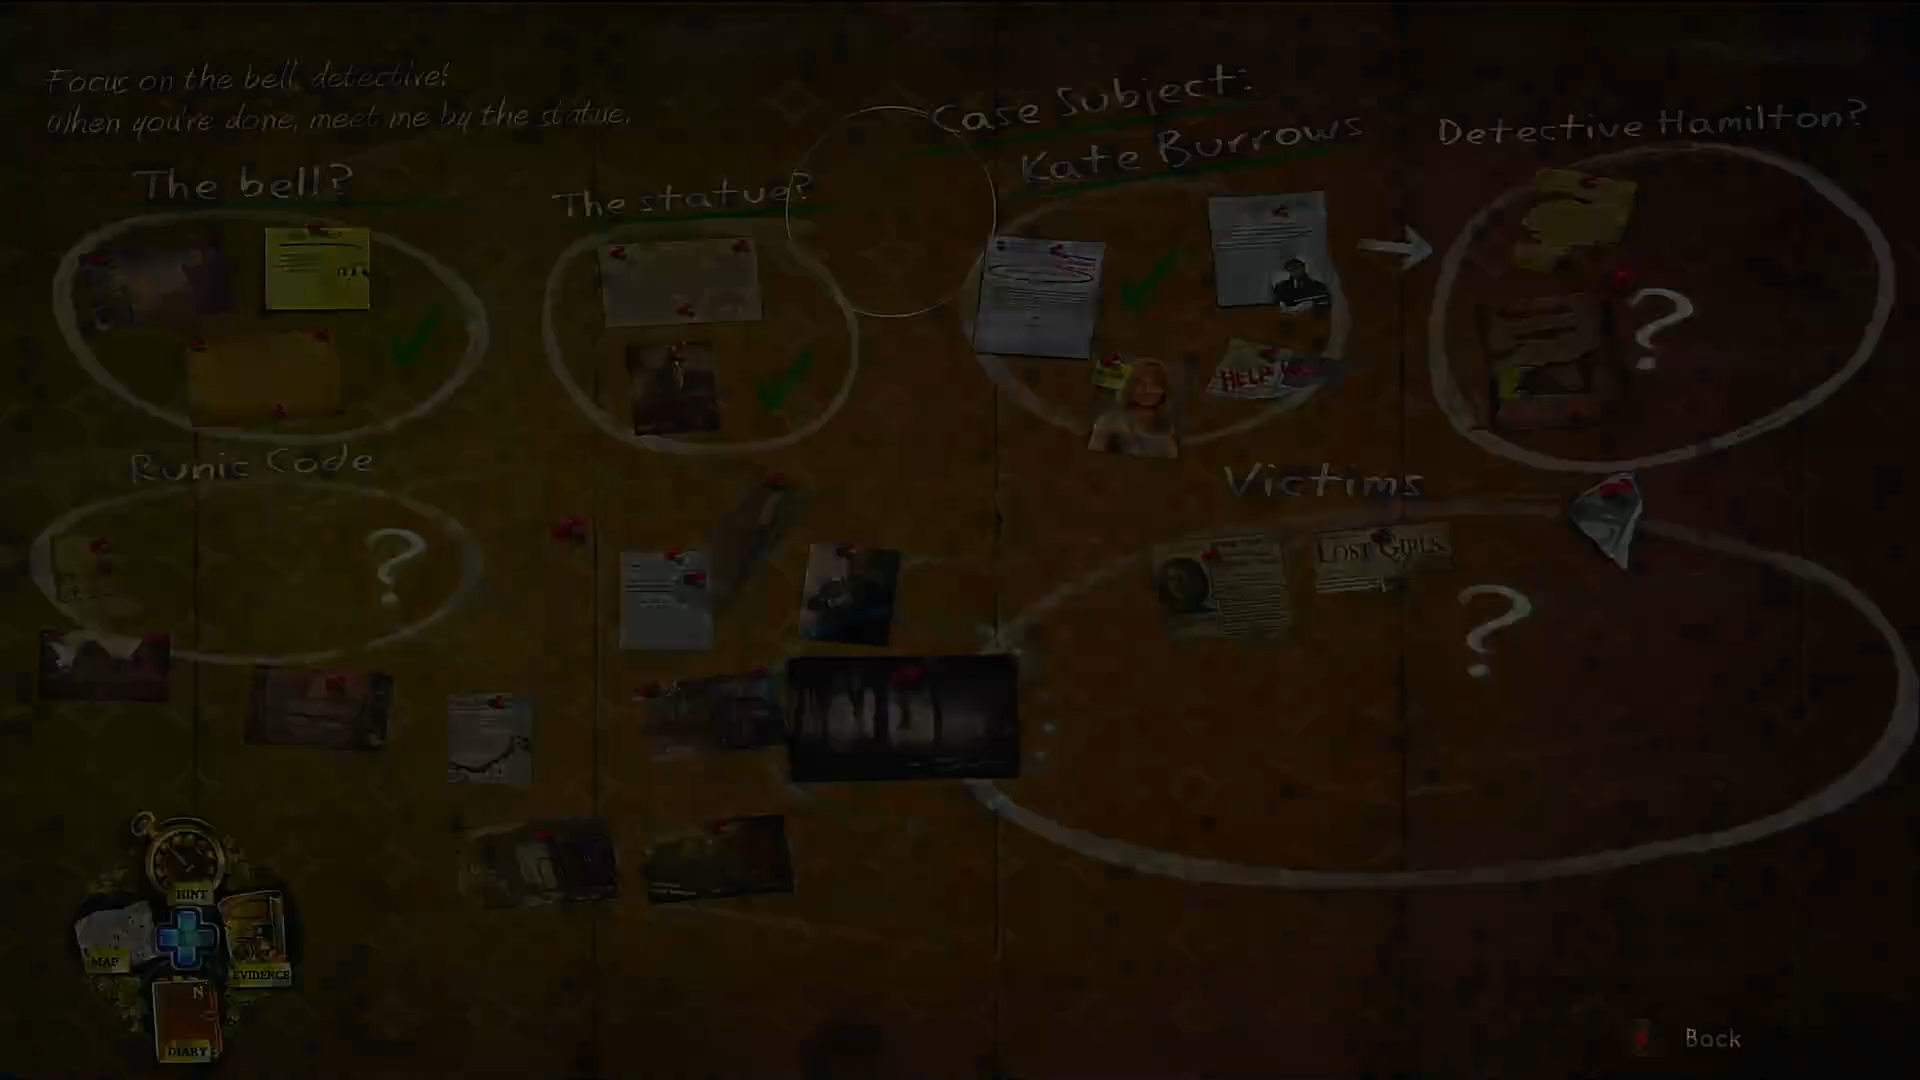 Focus on the bell, detective!
When you're done, meet me by the statue.
The bell?
The statue?
Case Subject:
Kate Burrows
Detective Hamilton?
HELP
Runic Code
Victims
LOST GIRLS
HINT
MAP
EVIDENCE
N
DIARY
Back